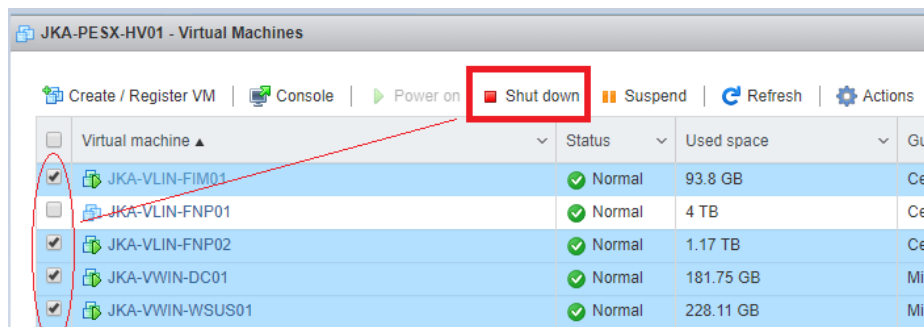 JKA-PESX-HV01 - Virtual Machines
Create / Register VM | Console | Power on Shut down Suspend | Refresh | Actions
Virtual machine ▲ Status Used space Gu
JKA-VLIN-FIM01 Normal 93.8 GB Ce
JKA-VLIN-FNP01 Normal 4 TB Ce
JKA-VLIN-FNP02 Normal 1.17 TB Ce
JKA-VWIN-DC01 Normal 181.75 GB Mi
JKA-VWIN-WSUS01 Normal 228.11 GB Mi